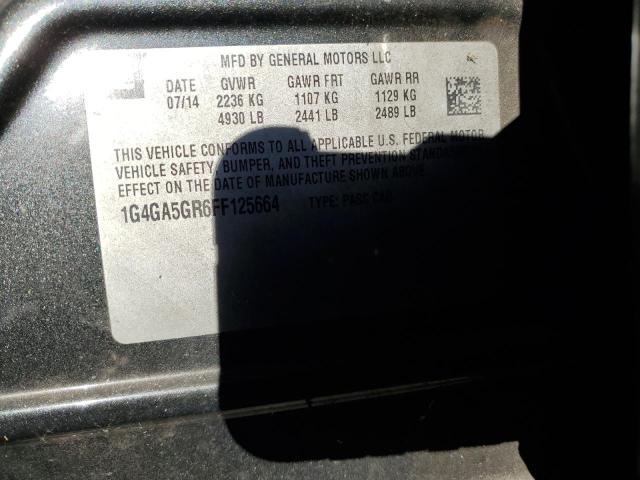 MFD BY GENERAL MOTORS LLC
DATE GVWR GAWR FRT GAWR RR
07/14 2236 KG 1107 KG 1129 KG
4930 LB 2441 LB 2489 LB
THIS VEHICLE CONFORMS TO ALL APPLICABLE U.S. FEDERAL MOTOR
VEHICLE SAFETY, BUMPER, AND THEFT PREVENTION STANDARDS IN
EFFECT ON THE DATE OF MANUFACTURE SHOWN ABOVE.
1G4GA5GR6FF125664 TYPE: PASS CAR